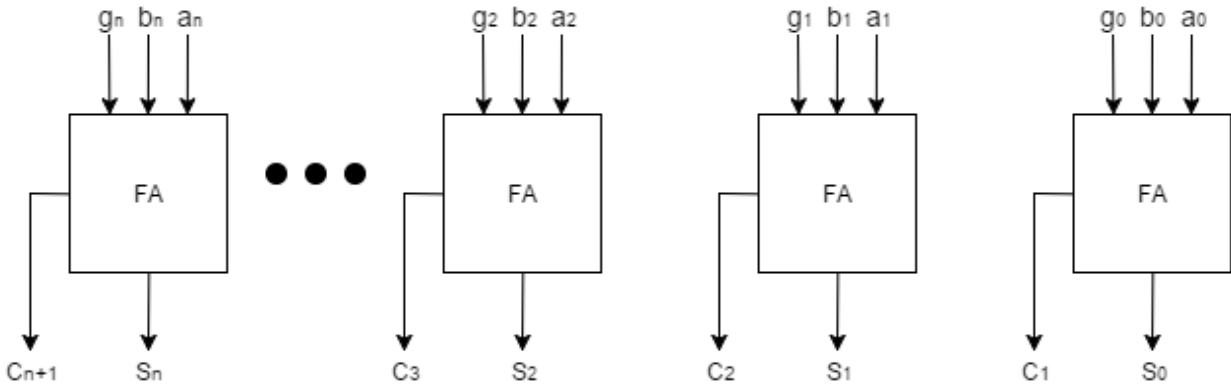 gn bn an g2 b2 a2 g1 b1 a1 g0 b0 a0
FA FA FA FA
Cn+1 Sn C3 S2 C2 S1 C1 S0